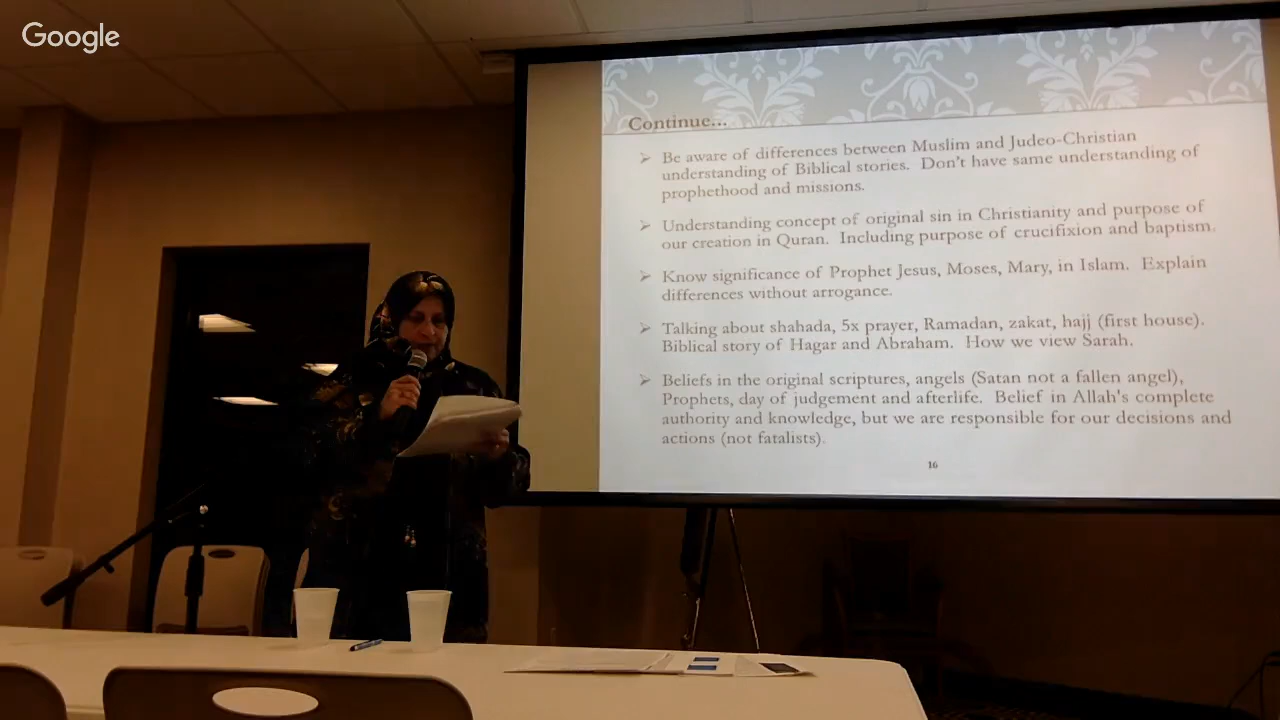 Google
Continue...
➢ Be aware of differences between Muslim and Judeo-Christian
understanding of Biblical stories. Don't have same understanding of
prophethood and missions.
➢ Understanding concept of original sin in Christianity and purpose of
our creation in Quran. Including purpose of crucifixion and baptism.
➢ Know significance of Prophet Jesus, Moses, Mary, in Islam. Explain
differences without arrogance.
➢ Talking about shahada, 5x prayer, Ramadan, zakat, hajj (first house).
Biblical story of Hagar and Abraham. How we view Sarah.
➢ Beliefs in the original scriptures, angels (Satan not a fallen angel),
Prophets, day of judgement and afterlife. Belief in Allah's complete
authority and knowledge, but we are responsible for our decisions and
actions (not fatalists).
16